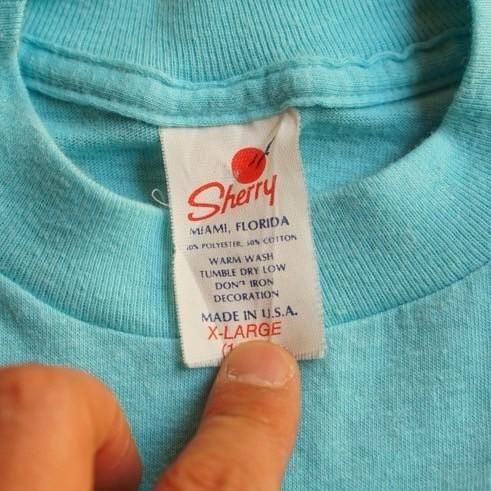 Sherry
MIAMI, FLORIDA
50% POLYESTER, 50% COTTON
WARM WASH
TUMBLE DRY LOW
DON'T IRON
DECORATION
MADE IN U.S.A.
X-LARGE